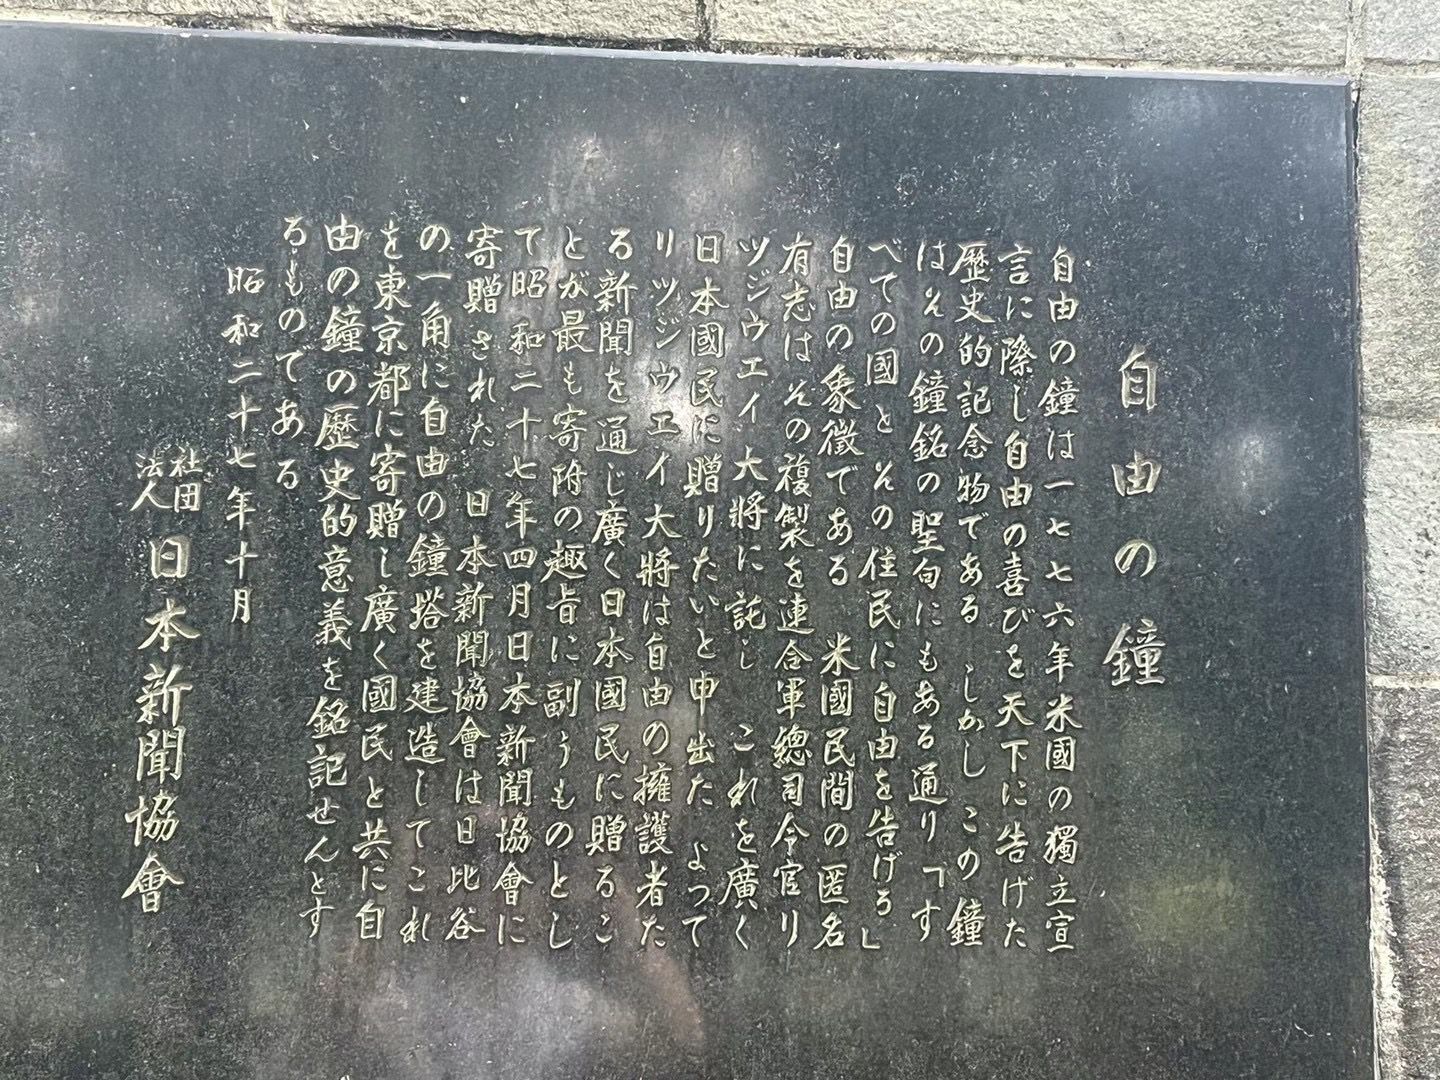 自由の鐘
自由の鐘は一七七六年米國の獨立宣
言に際し自由の喜びを天下に告げた
歴史的記念物である しかし この鐘
はその鐘銘の聖句にもある通り「す
べての國 と その住民に自由を告げる」
自由の象徴である 米國民間の匿名
有志は その複製を連合軍總司令官リ
ツジウエイ 大將に託し これを廣く
日本國民に贈りたいと申出た よって
リツジウエイ大將は自由の擁護者た
る新聞を通じ廣く日本國民に贈るこ
とが最も寄附の趣旨に副うものとし
て昭和二十七年四月日本新聞協會に
寄贈された 日本新聞協會は日比谷
の一角に自由の鐘塔を建造してこれ
を東京都に寄贈し廣く國民と共に自
由の鐘の歴史的意義を銘記せんとす
るものである
昭和二十七年十月
社団法人 日本新聞協會